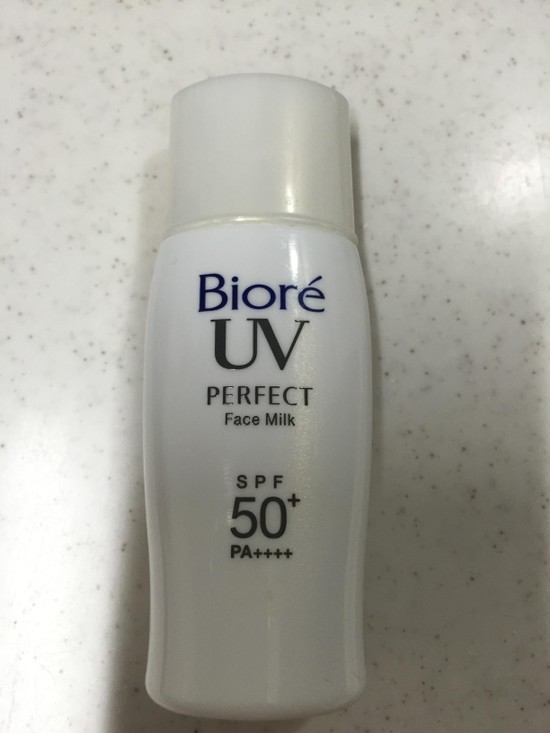 Bioré
UV
PERFECT
Face Milk
SPF
50+
PA++++